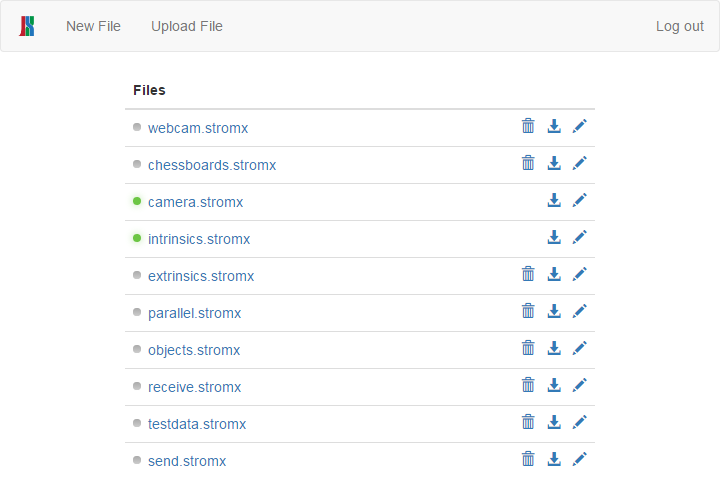 New File Upload File Log out
Files
webcam.stromx
chessboards.stromx
camera.stromx
intrinsics.stromx
extrinsics.stromx
parallel.stromx
objects.stromx
receive.stromx
testdata.stromx
send.stromx